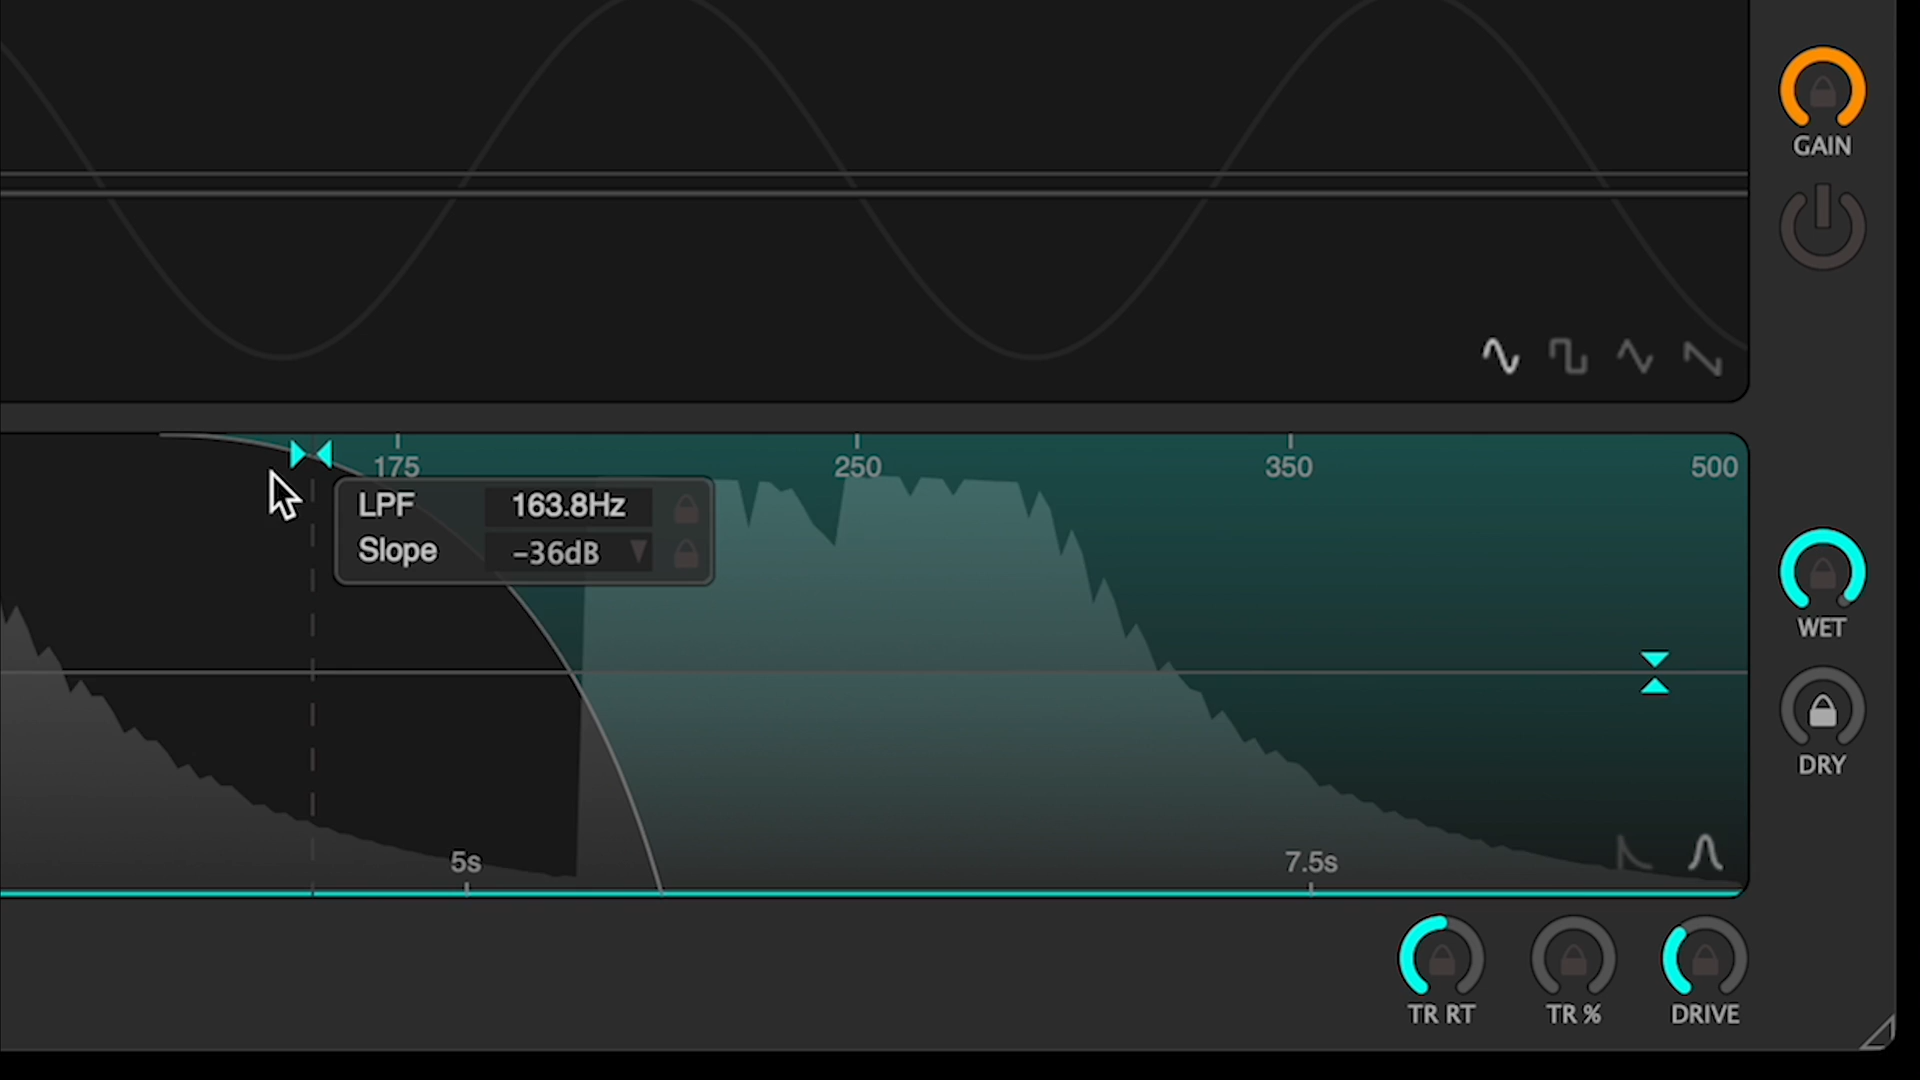 GAIN
175
250
350
500
LPF 163.8Hz
Slope –36dB
WET
DRY
5s
7.5s
TR RT
TR %
DRIVE